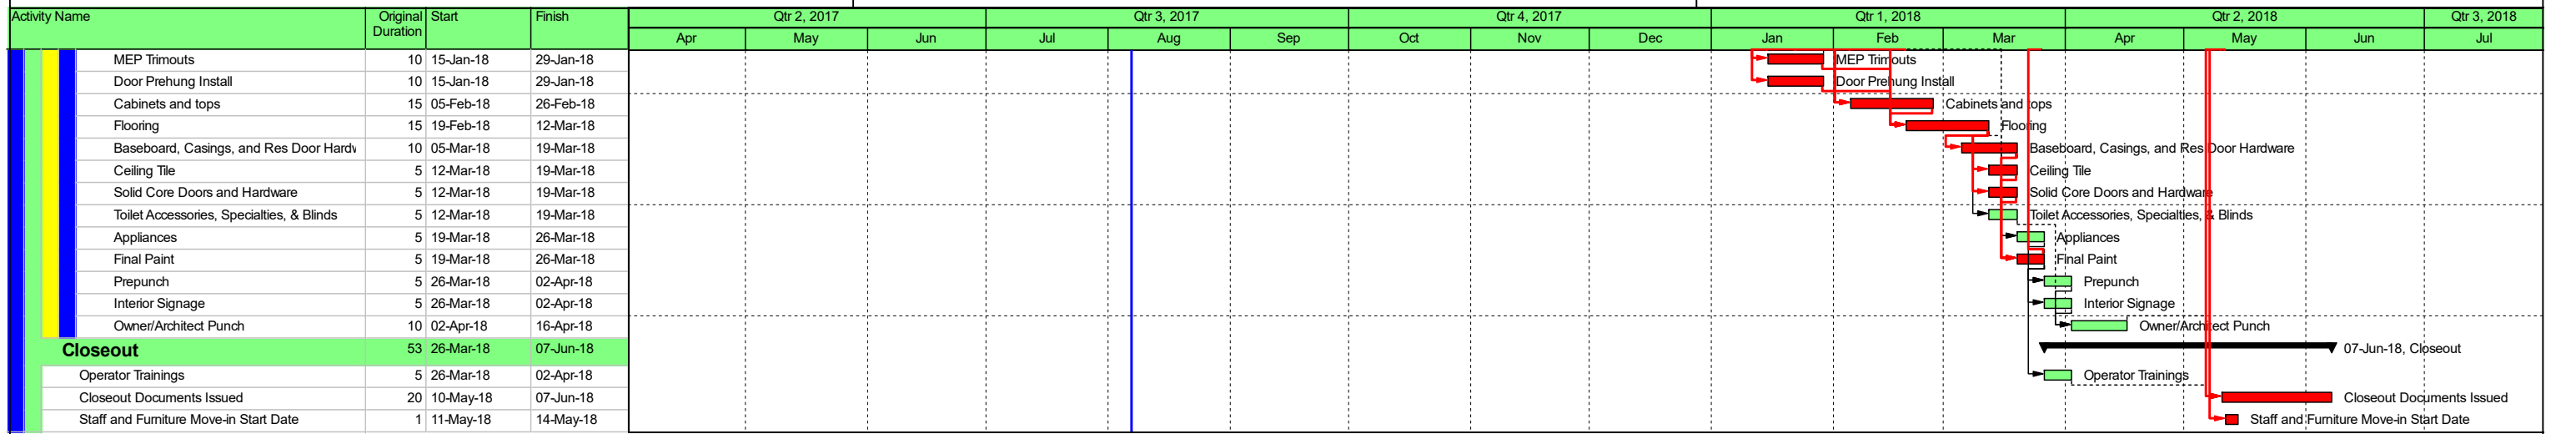 Activity Name Original Duration Start Finish Qtr 2, 2017 Qtr 3, 2017 Qtr 4, 2017 Qtr 1, 2018 Qtr 2, 2018 Qtr 3, 2018
Apr May Jun Jul Aug Sep Oct Nov Dec Jan Feb Mar Apr May Jun Jul
MEP Trimouts 10 15-Jan-18 29-Jan-18 MEP Trimouts
Door Prehung Install 10 15-Jan-18 29-Jan-18 Door Prehung Install
Cabinets and tops 15 05-Feb-18 26-Feb-18 Cabinets and tops
Flooring 15 19-Feb-18 12-Mar-18 Flooring
Baseboard, Casings, and Res Door Hardw 10 05-Mar-18 19-Mar-18 Baseboard, Casings, and Res Door Hardware
Ceiling Tile 5 12-Mar-18 19-Mar-18 Ceiling Tile
Solid Core Doors and Hardware 5 12-Mar-18 19-Mar-18 Solid Core Doors and Hardware
Toilet Accessories, Specialties, & Blinds 5 12-Mar-18 19-Mar-18 Toilet Accessories, Specialties, & Blinds
Appliances 5 19-Mar-18 26-Mar-18 Appliances
Final Paint 5 19-Mar-18 26-Mar-18 Final Paint
Prepunch 5 26-Mar-18 02-Apr-18 Prepunch
Interior Signage 5 26-Mar-18 02-Apr-18 Interior Signage
Owner/Architect Punch 10 02-Apr-18 16-Apr-18 Owner/Architect Punch
Closeout 53 26-Mar-18 07-Jun-18 07-Jun-18, Closeout
Operator Trainings 5 26-Mar-18 02-Apr-18 Operator Trainings
Closeout Documents Issued 20 10-May-18 07-Jun-18 Closeout Documents Issued
Staff and Furniture Move-in Start Date 1 11-May-18 14-May-18 Staff and Furniture Move-in Start Date